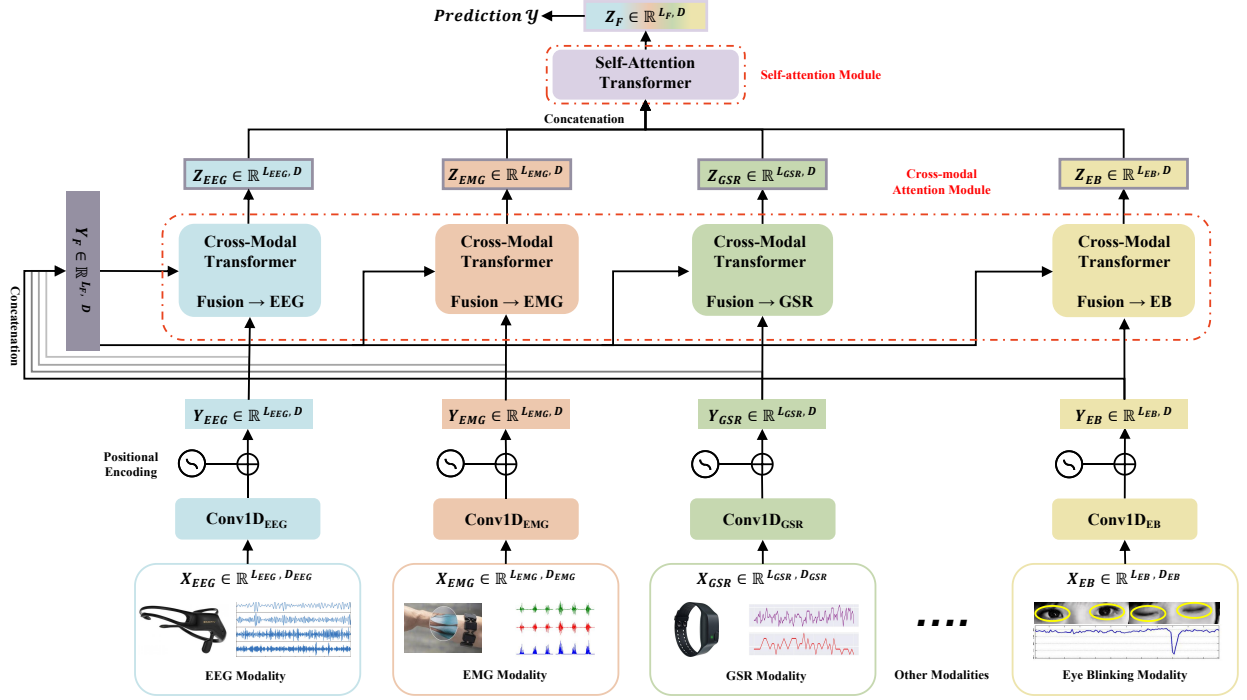 Prediction 𝒴
Z_F ∈ ℝ^{L_F, D}
Self-Attention
Transformer
Self-attention Module
Concatenation
Z_EEG ∈ ℝ^{L_EEG, D}
Z_EMG ∈ ℝ^{L_EMG, D}
Z_GSR ∈ ℝ^{L_GSR, D}
Z_EB ∈ ℝ^{L_EB, D}
Cross-modal
Attention Module
Y_F ∈ ℝ^{L_F, D}
Concatenation
Cross-Modal
Transformer
Fusion → EEG
Cross-Modal
Transformer
Fusion → EMG
Cross-Modal
Transformer
Fusion → GSR
Cross-Modal
Transformer
Fusion → EB
Y_EEG ∈ ℝ^{L_EEG, D}
Y_EMG ∈ ℝ^{L_EMG, D}
Y_GSR ∈ ℝ^{L_GSR, D}
Y_EB ∈ ℝ^{L_EB, D}
Positional
Encoding
Conv1D_EEG
Conv1D_EMG
Conv1D_GSR
Conv1D_EB
X_EEG ∈ ℝ^{L_EEG, D_EEG}
X_EMG ∈ ℝ^{L_EMG, D_EMG}
X_GSR ∈ ℝ^{L_GSR, D_GSR}
X_EB ∈ ℝ^{L_EB, D_EB}
....
EEG Modality
EMG Modality
GSR Modality
Other Modalities
Eye Blinking Modality